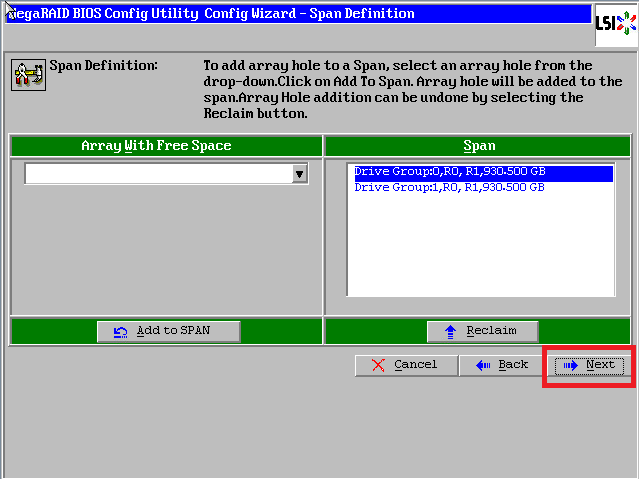 MegaRAID BIOS Config Utility Config Wizard - Span Definition
LSI
Span Definition:
To add array hole to a Span, select an array hole from the
drop-down.Click on Add To Span. Array hole will be added to the
span.Array Hole addition can be undone by selecting the
Reclaim button.
Array With Free Space
Span
Drive Group:0,R0, R1,930.500 GB
Drive Group:1,R0, R1,930.500 GB
Add to SPAN
Reclaim
Cancel
Back
Next